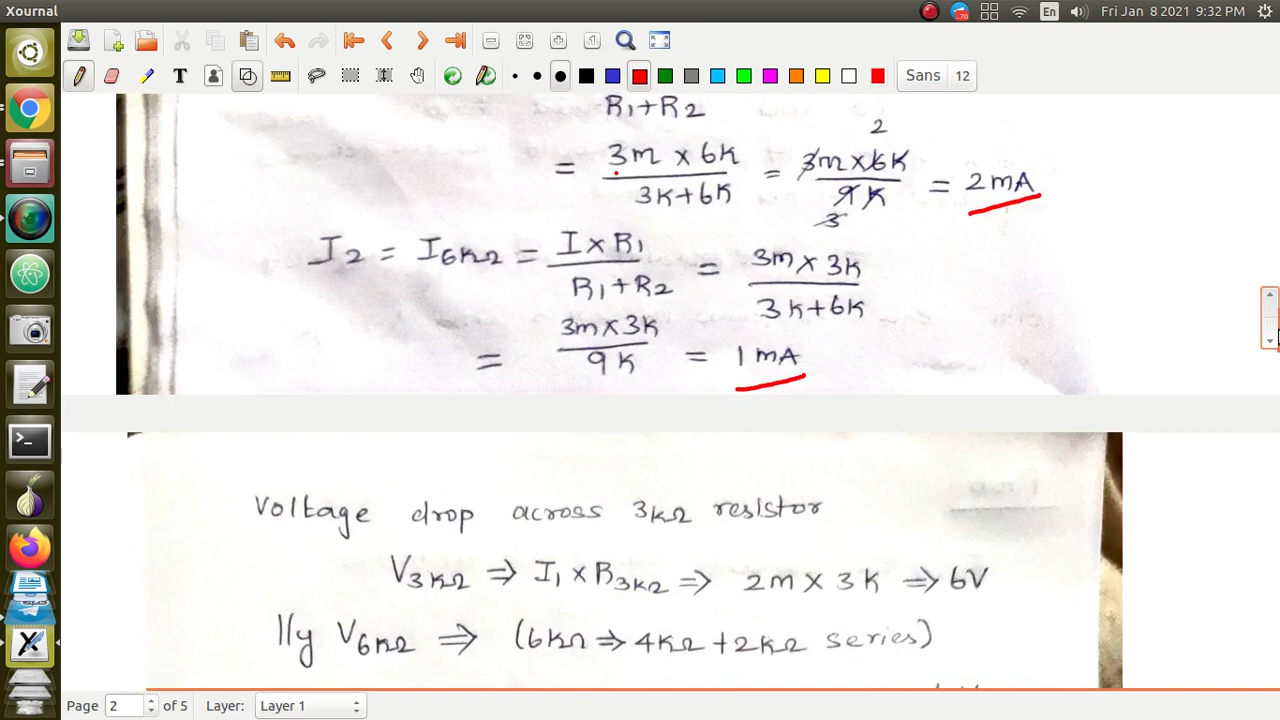 Xournal
En
Fri Jan 8 2021 9:32 PM
T
Sans 12
R1+R2
= 3m x 6K / 3K+6K = 3m x 6K / 9K = 2mA
2
3
I2 = I6KΩ = I x R1 / R1+R2 = 3m x 3K / 3K+6K
= 3m x 3K / 9K = 1mA
Voltage drop across 3KΩ resistor
V3KΩ ⇒ I1 x R3KΩ ⇒ 2m x 3K ⇒ 6V
lly V6KΩ ⇒ (6KΩ ⇒ 4KΩ + 2KΩ series)
Page 2 of 5 Layer: Layer 1